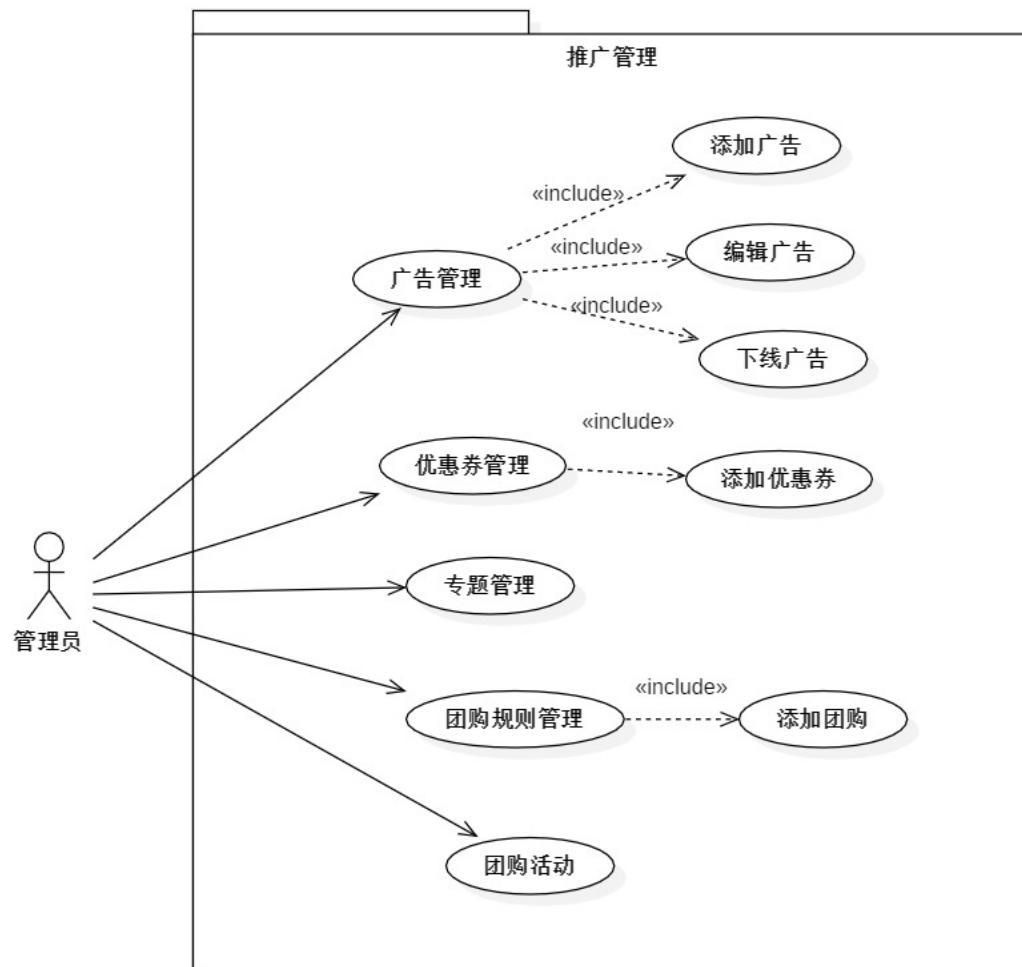 推广管理
添加广告
«include»
编辑广告
«include»
广告管理
«include»
下线广告
«include»
优惠券管理
添加优惠券
专题管理
管理员
«include»
团购规则管理
添加团购
团购活动